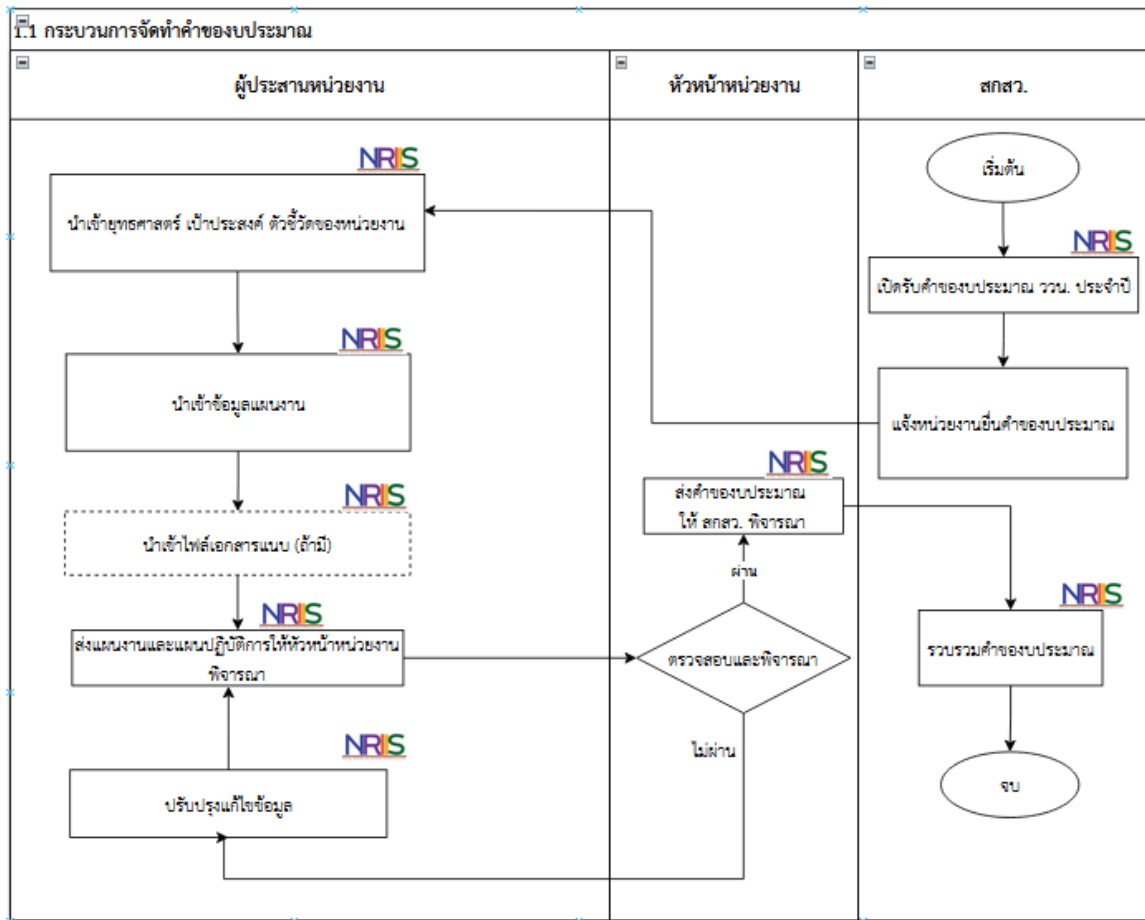 1.1 กระบวนการจัดทำคำของบประมาณ
ผู้ประสานหน่วยงาน
หัวหน้าหน่วยงาน
สกสว.
เริ่มต้น
NRIIS
เปิดรับคำของบประมาณ ววน. ประจำปี
แจ้งหน่วยงานยื่นคำของบประมาณ
NRIIS
นำเข้ายุทธศาสตร์ เป้าประสงค์ ตัวชี้วัดของหน่วยงาน
NRIIS
นำเข้าข้อมูลแผนงาน
NRIIS
นำเข้าไฟล์เอกสารแนบ (ถ้ามี)
NRIIS
ส่งแผนงานและแผนปฏิบัติการให้หัวหน้าหน่วยงาน
พิจารณา
ตรวจสอบและพิจารณา
ไม่ผ่าน
NRIIS
ปรับปรุงแก้ไขข้อมูล
ผ่าน
NRIIS
ส่งคำของบประมาณ
ให้ สกสว. พิจารณา
NRIIS
รวบรวมคำของบประมาณ
จบ